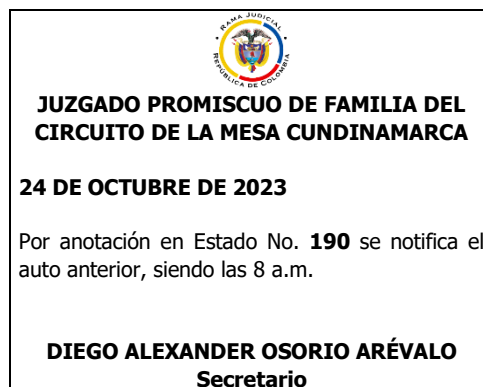 RAMA JUDICIAL
REPÚBLICA DE COLOMBIA
JUZGADO PROMISCUO DE FAMILIA DEL
CIRCUITO DE LA MESA CUNDINAMARCA
24 DE OCTUBRE DE 2023
Por anotación en Estado No. 190 se notifica el
auto anterior, siendo las 8 a.m.
DIEGO ALEXANDER OSORIO ARÉVALO
Secretario